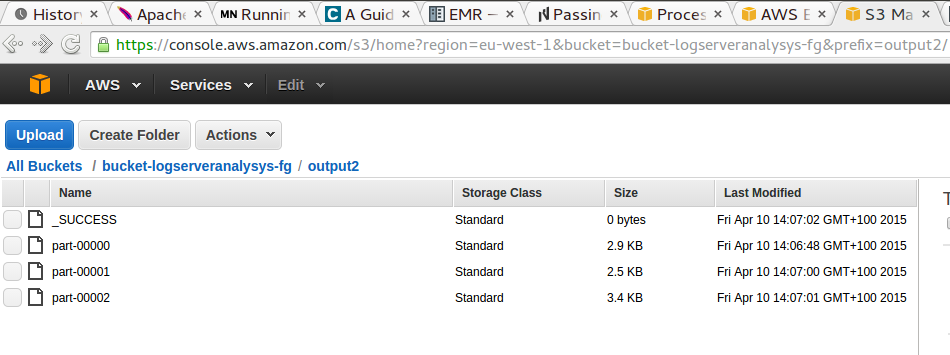 History Apache MN Runnin C A Guid EMR – Passin Proces AWS E S3 Ma
https://console.aws.amazon.com/s3/home?region=eu-west-1&bucket=bucket-logserveranalysys-fg&prefix=output2/
AWS Services Edit
Upload Create Folder Actions
All Buckets / bucket-logserveranalysys-fg / output2
Name Storage Class Size Last Modified
_SUCCESS Standard 0 bytes Fri Apr 10 14:07:02 GMT+100 2015
part-00000 Standard 2.9 KB Fri Apr 10 14:06:48 GMT+100 2015
part-00001 Standard 2.5 KB Fri Apr 10 14:07:00 GMT+100 2015
part-00002 Standard 3.4 KB Fri Apr 10 14:07:01 GMT+100 2015